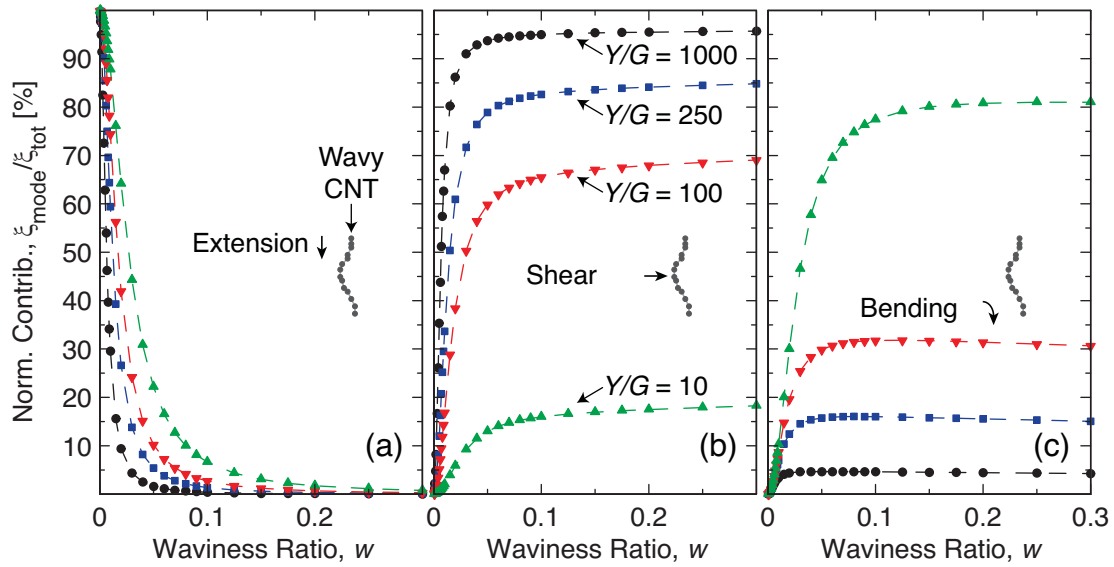 Norm. Contrib., ξmode/ξtot [%]
90
80
70
60
50
40
30
20
10
Wavy
CNT
Extension
(a)
0 0.1 0.2
Waviness Ratio, w
Y/G = 1000
Y/G = 250
Y/G = 100
Shear
Y/G = 10
(b)
0 0.1 0.2
Waviness Ratio, w
Bending
(c)
0 0.1 0.2 0.3
Waviness Ratio, w